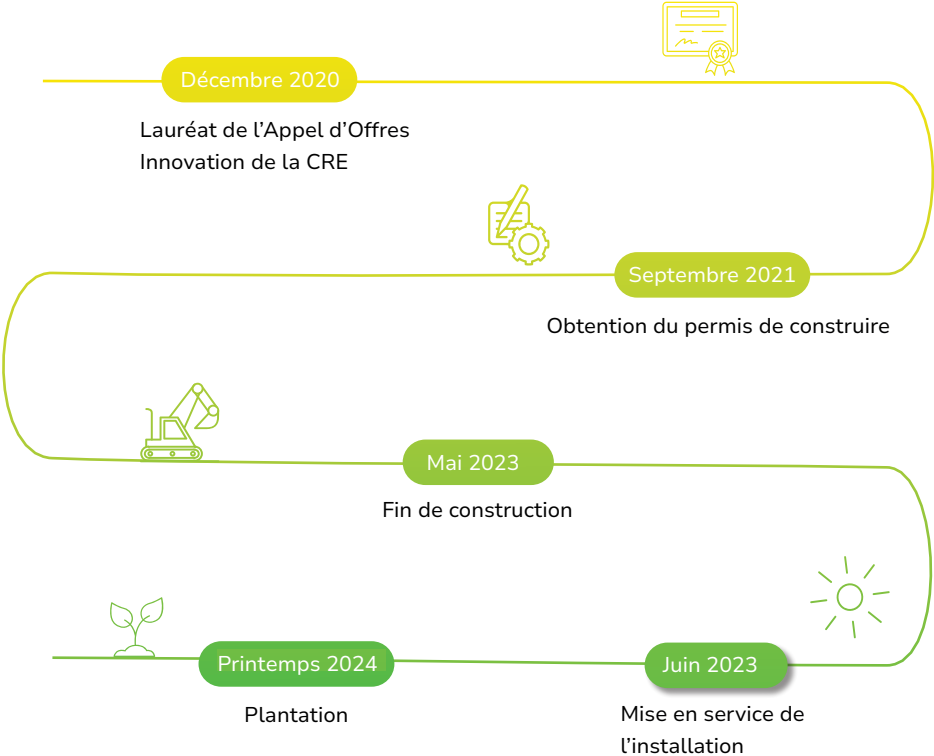 Décembre 2020
Lauréat de l’Appel d’Offres
Innovation de la CRE
Septembre 2021
Obtention du permis de construire
Mai 2023
Fin de construction
Juin 2023
Mise en service de
l’installation
Printemps 2024
Plantation